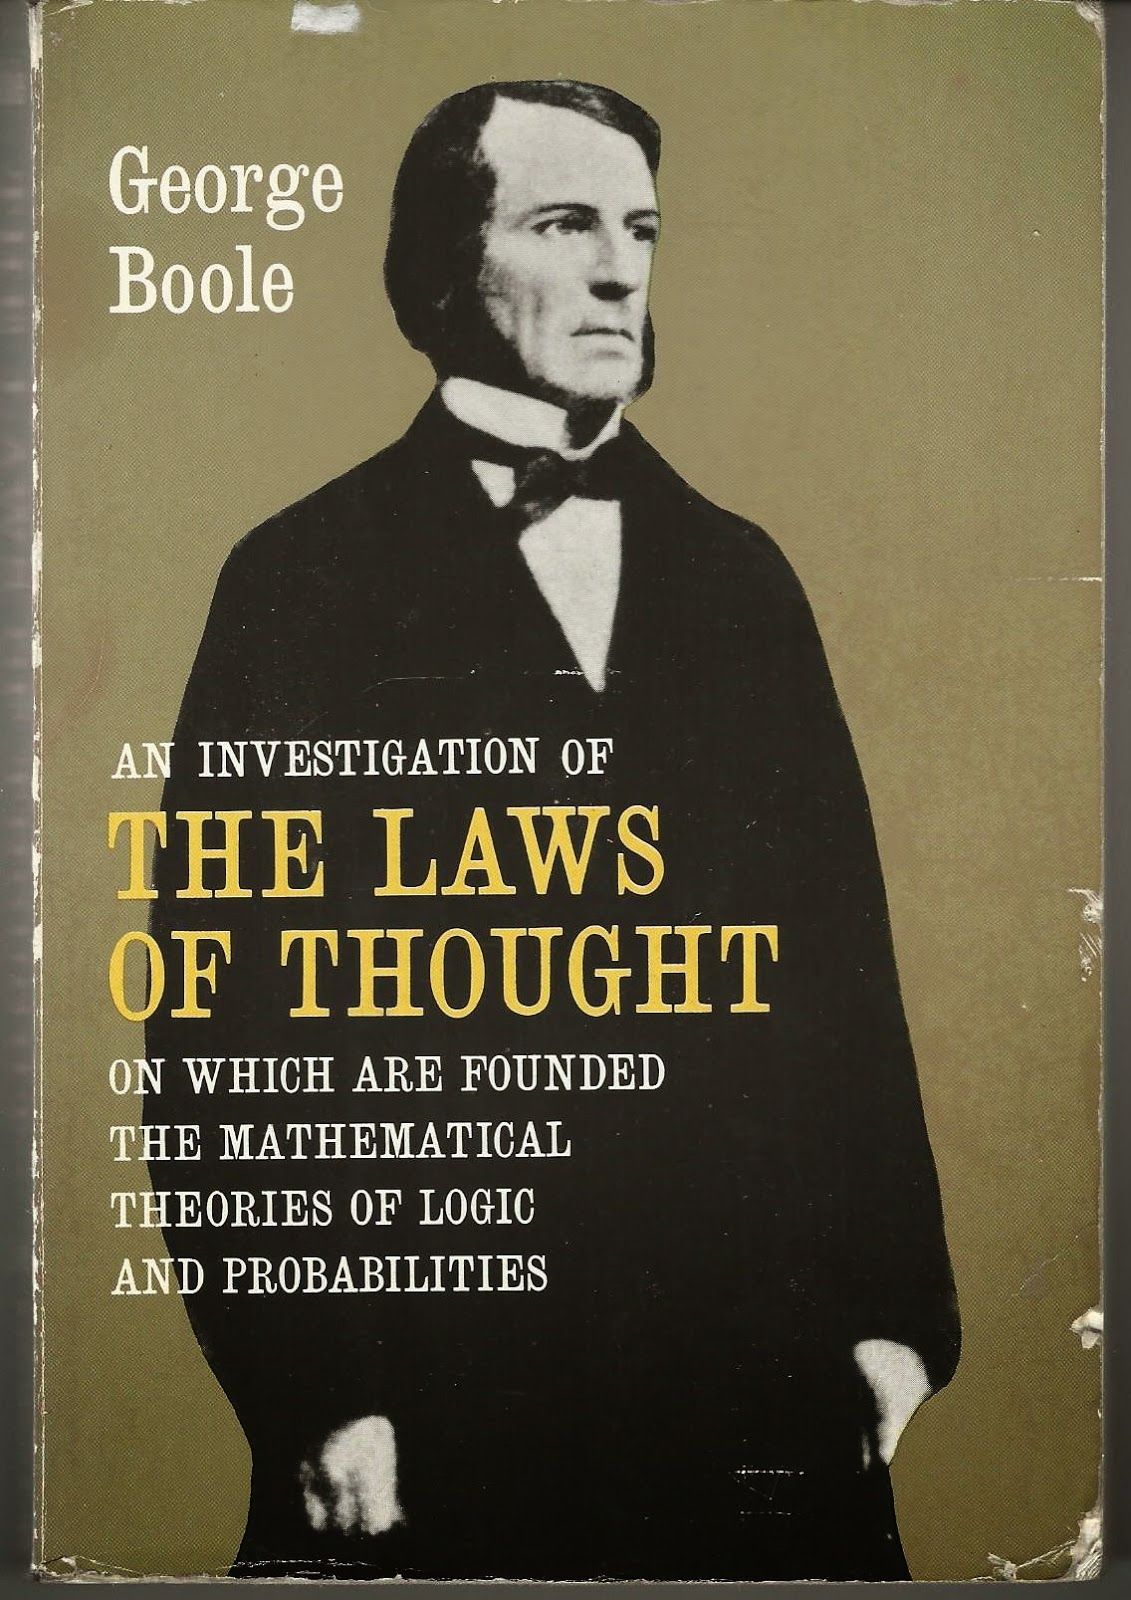 George
Boole
AN INVESTIGATION OF
THE LAWS
OF THOUGHT
ON WHICH ARE FOUNDED
THE MATHEMATICAL
THEORIES OF LOGIC
AND PROBABILITIES